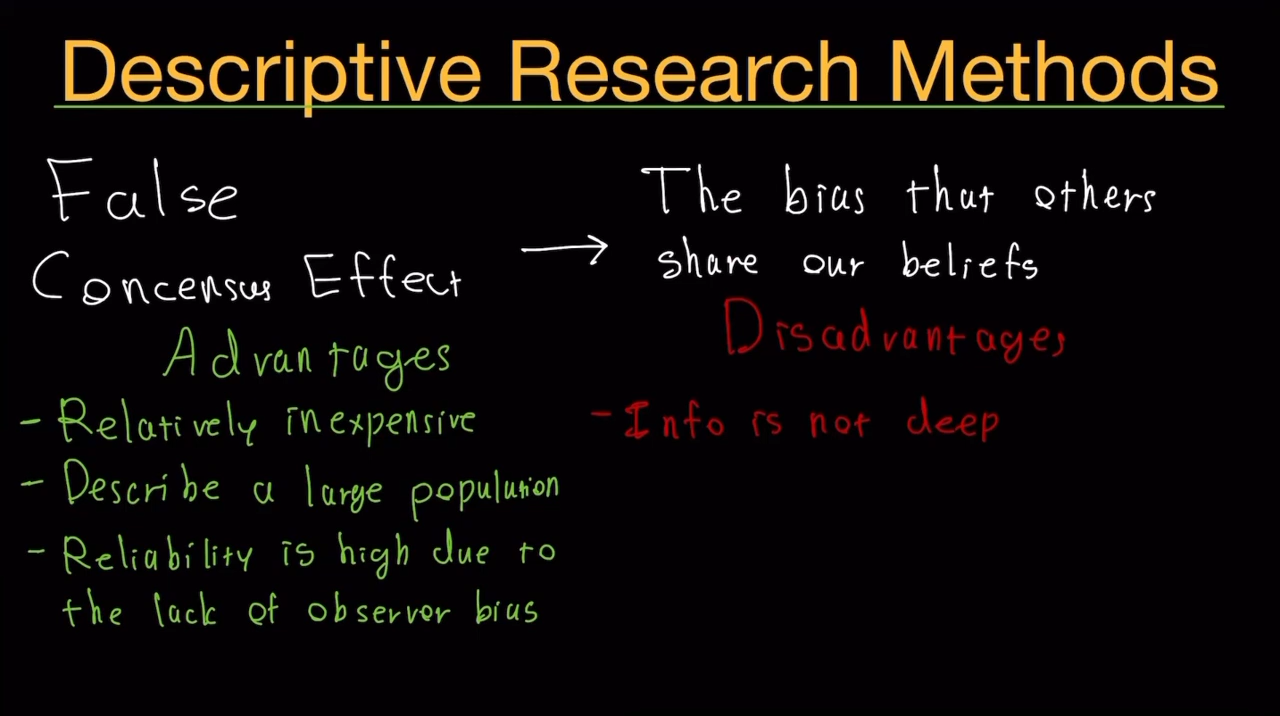 Descriptive Research Methods
False
Concensus Effect
→
The bias that others
share our beliefs
Advantages
- Relatively inexpensive
- Describe a large population
- Reliability is high due to
the lack of observer bias
Disadvantages
- Info is not deep